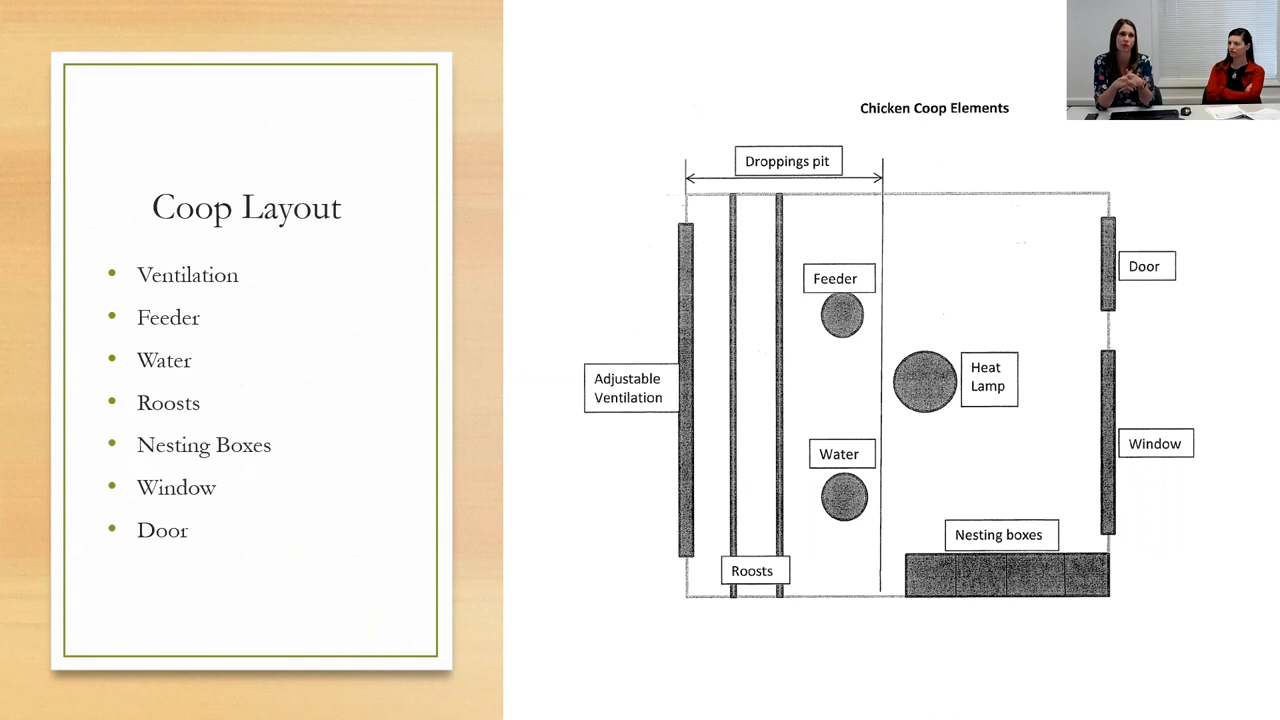 Coop Layout
Ventilation
Feeder
Water
Roosts
Nesting Boxes
Window
Door
Chicken Coop Elements
Droppings pit
Feeder
Door
Adjustable
Ventilation
Heat
Lamp
Water
Window
Nesting boxes
Roosts